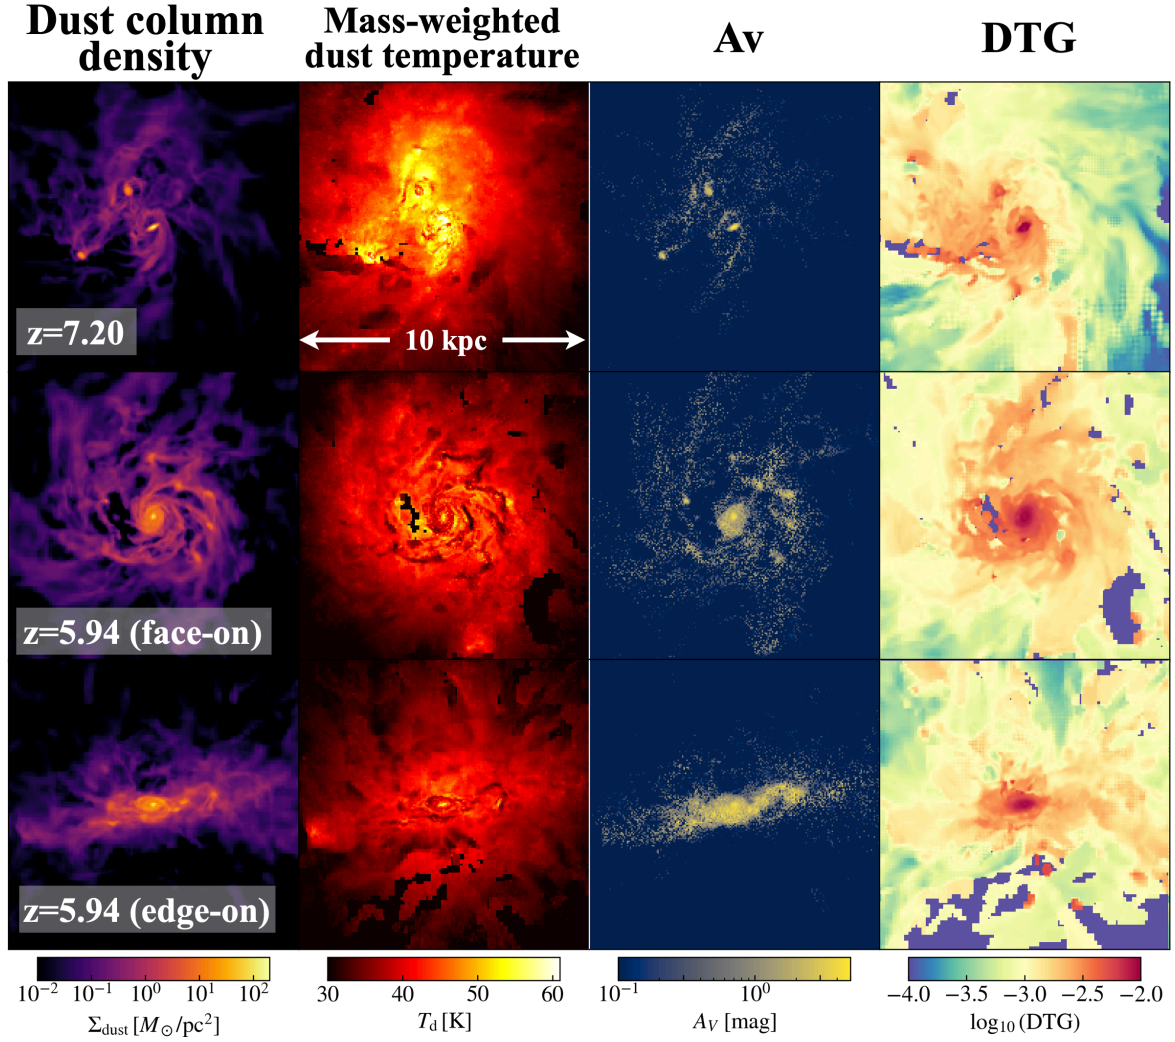 Dust column
density
Mass-weighted
dust temperature
Av
DTG
z=7.20
10 kpc
z=5.94 (face-on)
z=5.94 (edge-on)
10⁻² 10⁻¹ 10⁰ 10¹ 10²
Σdust [M⊙/pc²]
30 40 50 60
Td [K]
10⁻¹ 10⁰
AV [mag]
−4.0 −3.5 −3.0 −2.5 −2.0
log₁₀ (DTG)